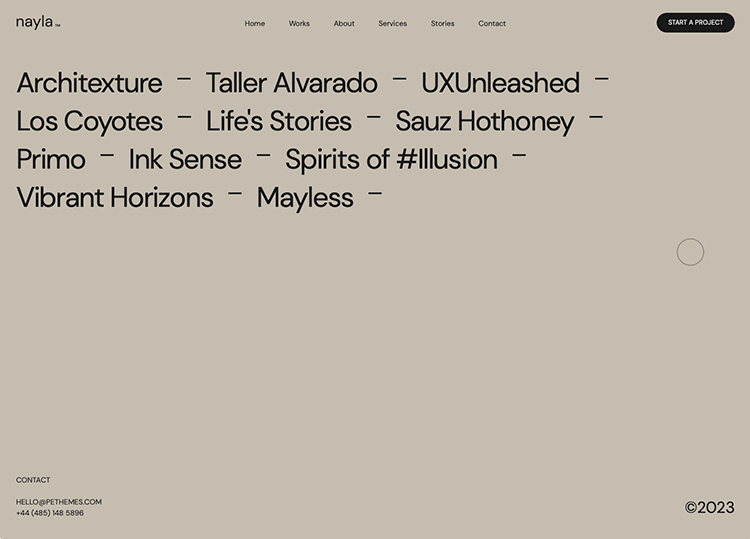 nayla ™
Home Works About Services Stories Contact
START A PROJECT
Architexture — Taller Alvarado — UXUnleashed —
Los Coyotes — Life's Stories — Sauz Hothoney —
Primo — Ink Sense — Spirits of #Illusion —
Vibrant Horizons — Mayless —
CONTACT
HELLO@PETHEMES.COM
+44 (485) 148 5896
©2023